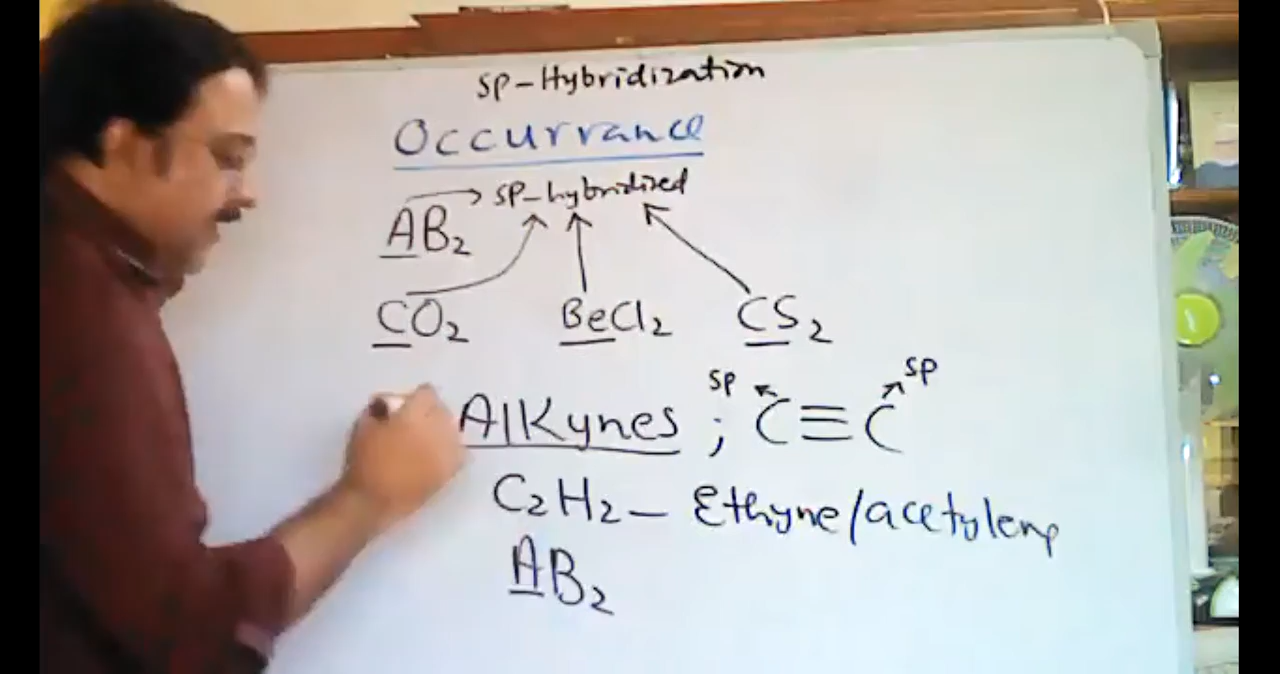 SP-Hybridization
Occurrance
AB₂ → SP-hybridized
CO₂ BeCl₂ CS₂
Alkynes ; C≡C SP SP
C₂H₂ - Ethyne/acetylene
AB₂